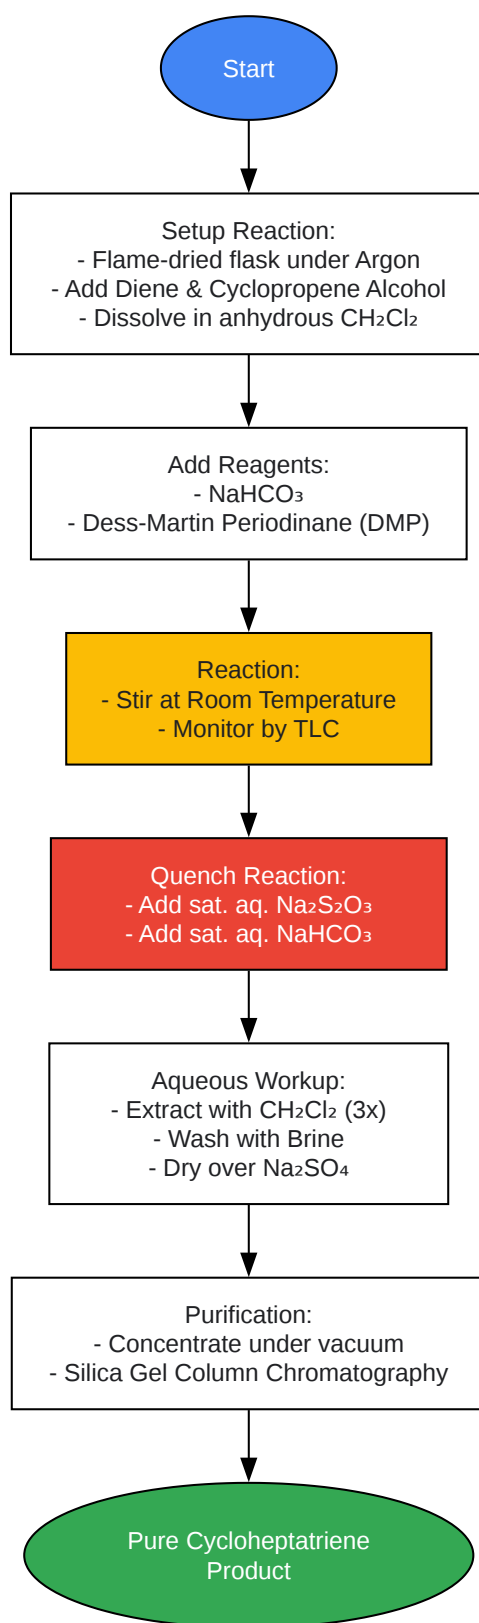 Start
Setup Reaction:
- Flame-dried flask under Argon
- Add Diene & Cyclopropene Alcohol
- Dissolve in anhydrous CH₂Cl₂
Add Reagents:
- NaHCO₃
- Dess-Martin Periodinane (DMP)
Reaction:
- Stir at Room Temperature
- Monitor by TLC
Quench Reaction:
- Add sat. aq. Na₂S₂O₃
- Add sat. aq. NaHCO₃
Aqueous Workup:
- Extract with CH₂Cl₂ (3x)
- Wash with Brine
- Dry over Na₂SO₄
Purification:
- Concentrate under vacuum
- Silica Gel Column Chromatography
Pure Cycloheptatriene
Product